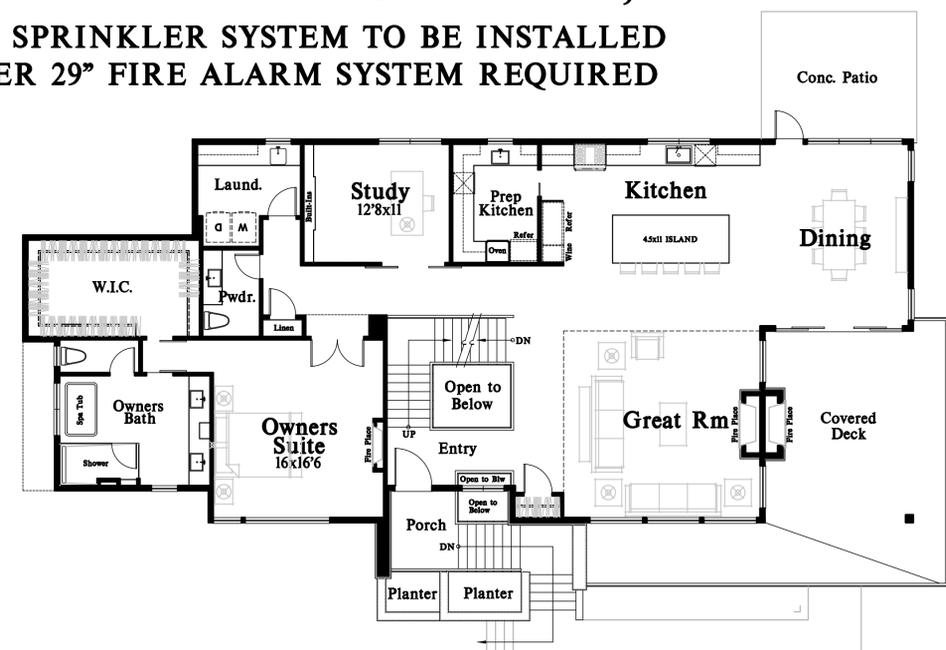 SPRINKLER SYSTEM TO BE INSTALLED
ER 29” FIRE ALARM SYSTEM REQUIRED
Conc. Patio
Laund.
D
W
Built-Ins
Study
12'8x11
Prep
Kitchen
Refer
Oven
Wine
Refer
Kitchen
4.5x11 ISLAND
Dining
W.I.C.
Pwdr.
Linen
DN
Open to
Below
UP
Entry
Owners
Bath
Spa Tub
Shower
Owners
Suite
16x16'6
Fire Place
Great Rm
Fire Place
Fire Place
Covered
Deck
Open to Blw
Open to
Below
Porch
DN
Planter
Planter